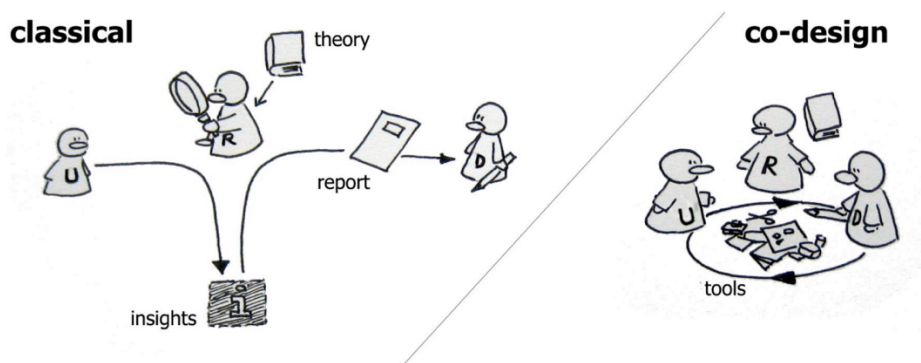 classical
theory
R
U
D
report
i
insights
co-design
R
U
D
tools